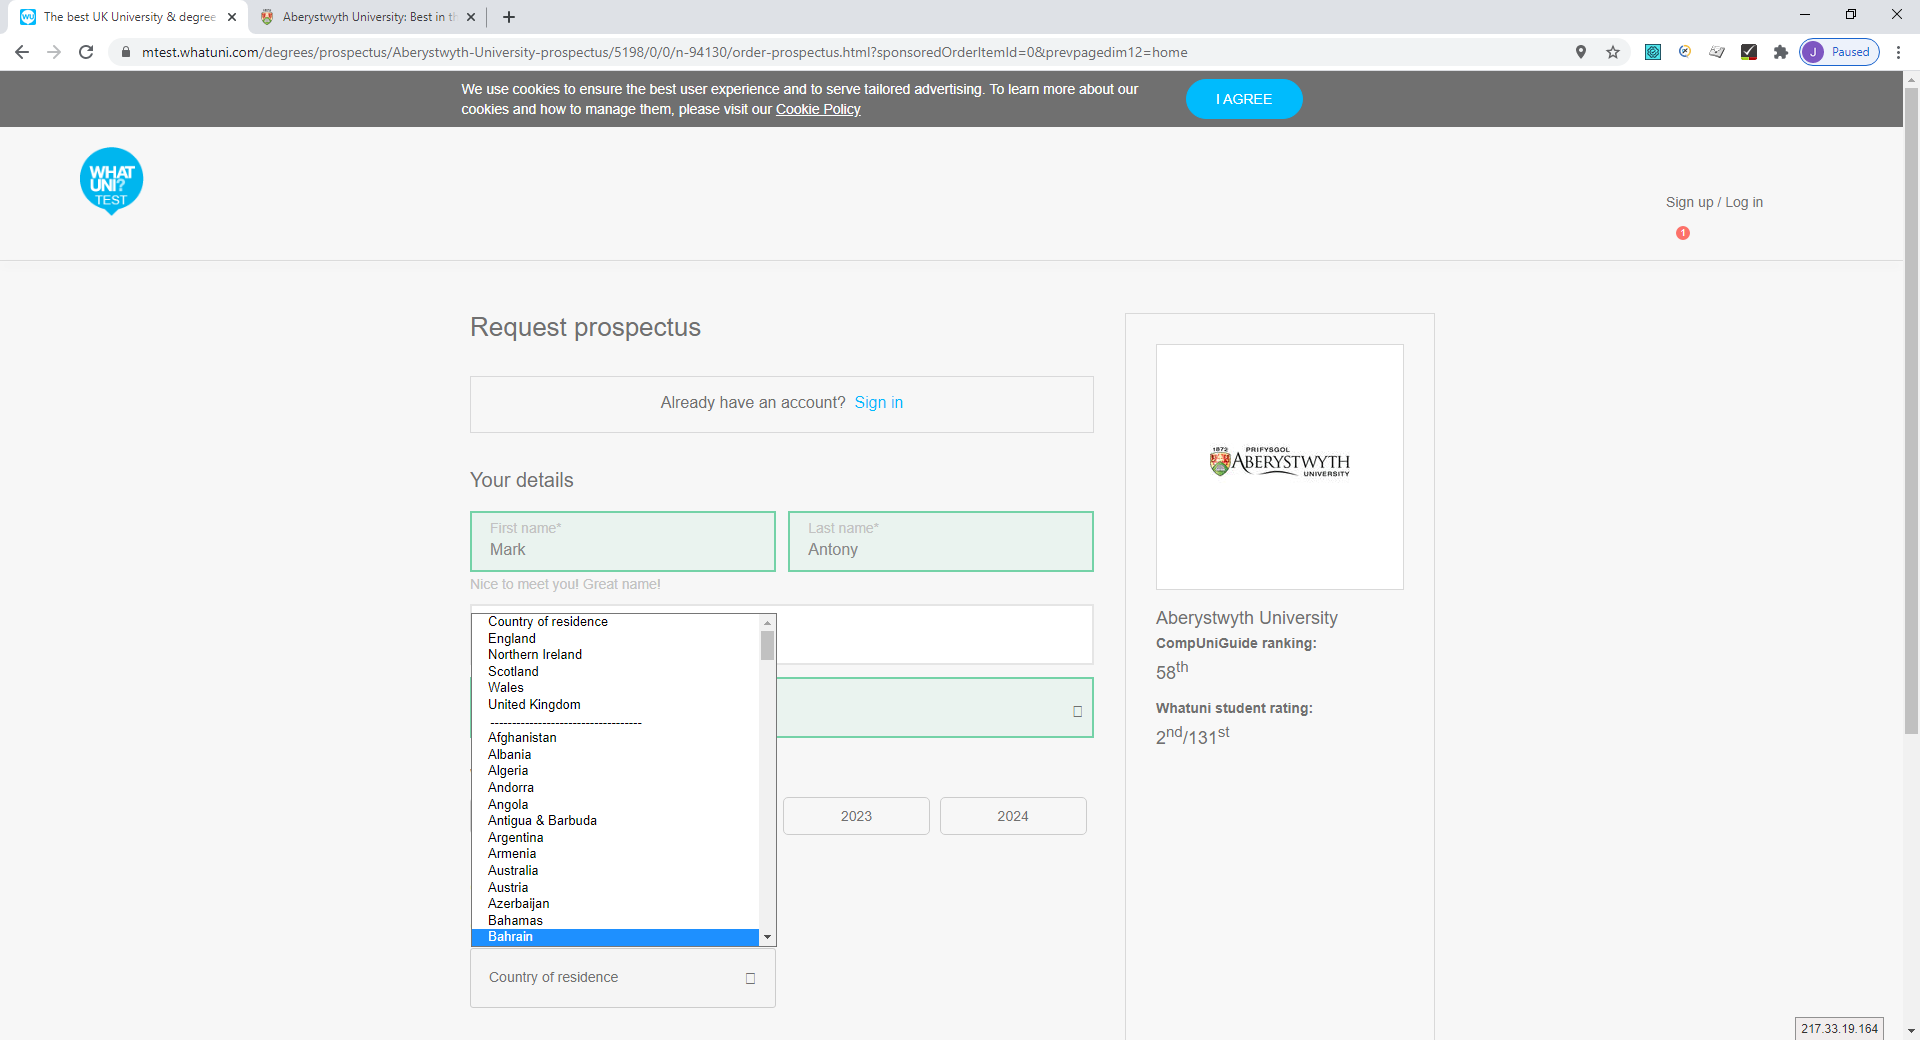 The best UK University & degree
Aberystwyth University: Best in th
mtest.whatuni.com/degrees/prospectus/Aberystwyth-University-prospectus/5198/0/0/n-94130/order-prospectus.html?sponsoredOrderItemId=0&prevpagedim12=home
J Paused
We use cookies to ensure the best user experience and to serve tailored advertising. To learn more about our
cookies and how to manage them, please visit our Cookie Policy
I AGREE
WHAT
UNI?
TEST
Sign up / Log in
1
Request prospectus
Already have an account? Sign in
Your details
First name*
Mark
Last name*
Antony
Nice to meet you! Great name!
Country of residence
England
Northern Ireland
Scotland
Wales
United Kingdom
-----------------------------------
Afghanistan
Albania
Algeria
Andorra
Angola
Antigua & Barbuda
Argentina
Armenia
Australia
Austria
Azerbaijan
Bahamas
Bahrain
2023
2024
Country of residence
1872
PRIFYSGOL
ABERYSTWYTH
UNIVERSITY
Aberystwyth University
CompUniGuide ranking:
58th
Whatuni student rating:
2nd/131st
217.33.19.164